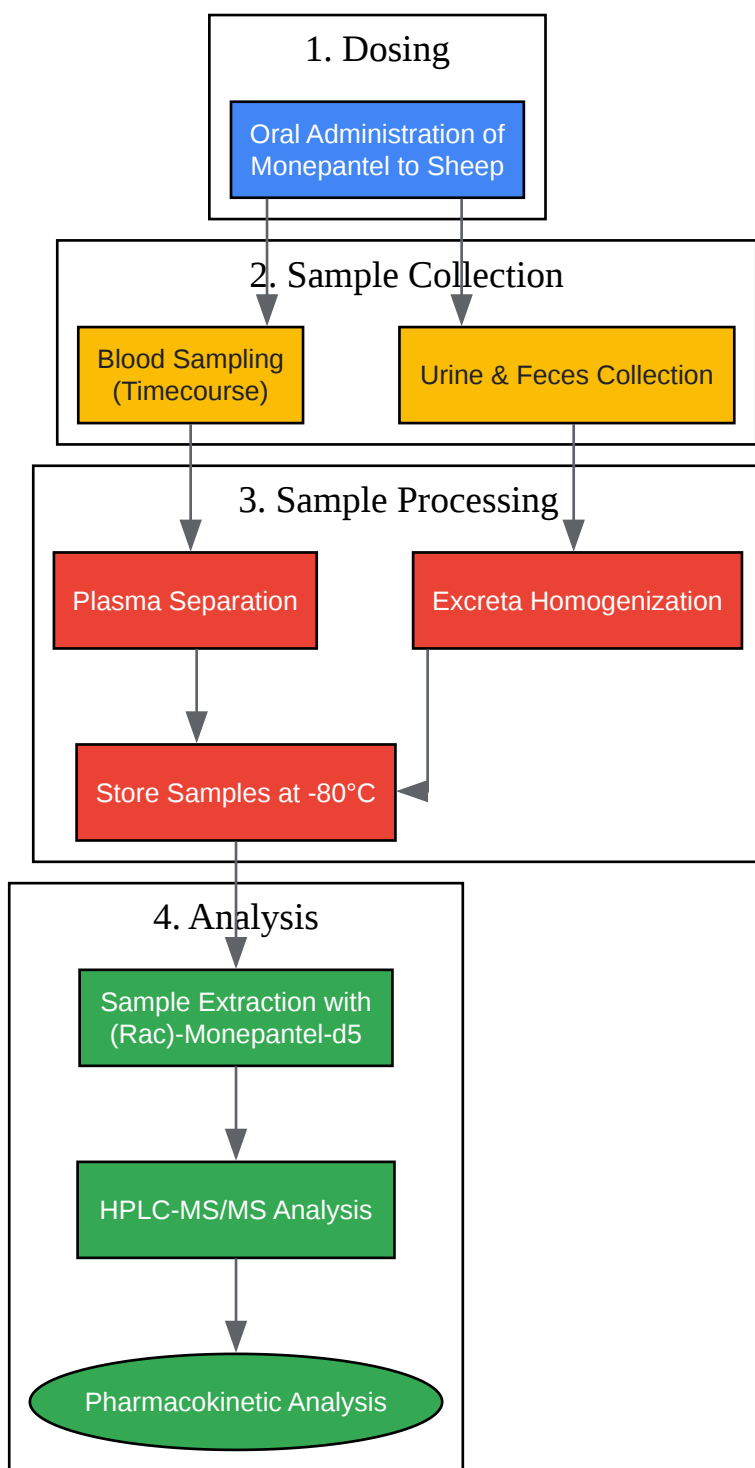 1. Dosing
Oral Administration of
Monepantel to Sheep
2. Sample Collection
Blood Sampling
(Timecourse)
Urine & Feces Collection
3. Sample Processing
Plasma Separation
Excreta Homogenization
Store Samples at -80°C
4. Analysis
Sample Extraction with
(Rac)-Monepantel-d5
HPLC-MS/MS Analysis
Pharmacokinetic Analysis